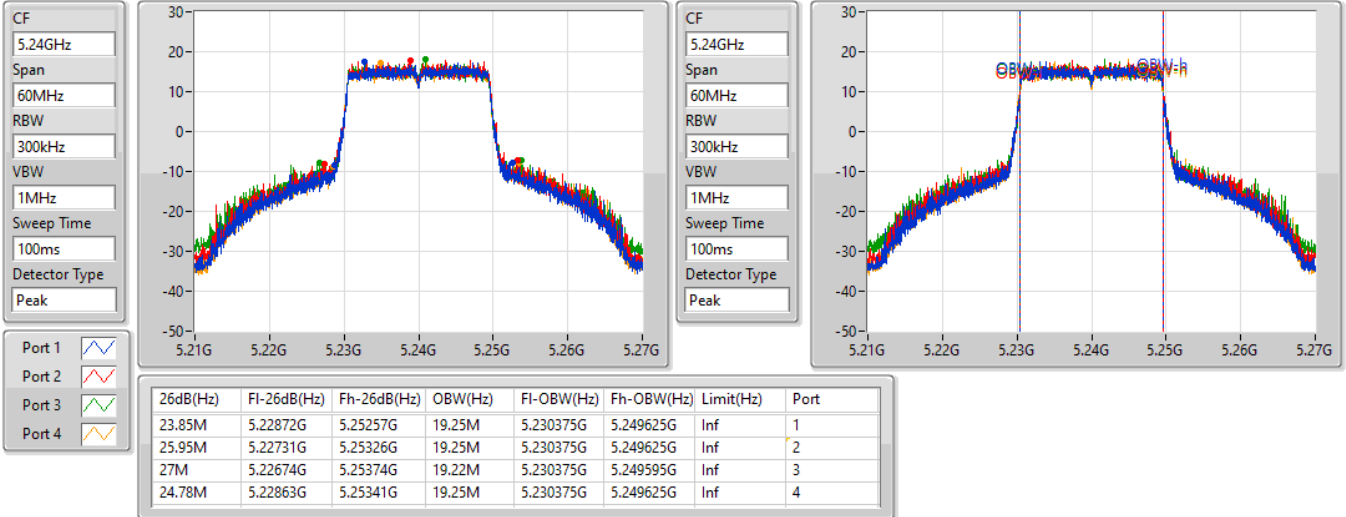 CF
5.24GHz
Span
60MHz
RBW
300kHz
VBW
1MHz
Sweep Time
100ms
Detector Type
Peak
30
20
10
0
-10
-20
-30
-40
-50
5.21G 5.22G 5.23G 5.24G 5.25G 5.26G 5.27G
CF
5.24GHz
Span
60MHz
RBW
300kHz
VBW
1MHz
Sweep Time
100ms
Detector Type
Peak
30
20
10
0
-10
-20
-30
-40
-50
OBW-h
5.21G 5.22G 5.23G 5.24G 5.25G 5.26G 5.27G
Port 1
Port 2
Port 3
Port 4
26dB(Hz) Fl-26dB(Hz) Fh-26dB(Hz) OBW(Hz) Fl-OBW(Hz) Fh-OBW(Hz) Limit(Hz) Port
23.85M 5.22872G 5.25257G 19.25M 5.230375G 5.249625G Inf 1
25.95M 5.22731G 5.25326G 19.25M 5.230375G 5.249625G Inf 2
27M 5.22674G 5.25374G 19.22M 5.230375G 5.249595G Inf 3
24.78M 5.22863G 5.25341G 19.25M 5.230375G 5.249625G Inf 4